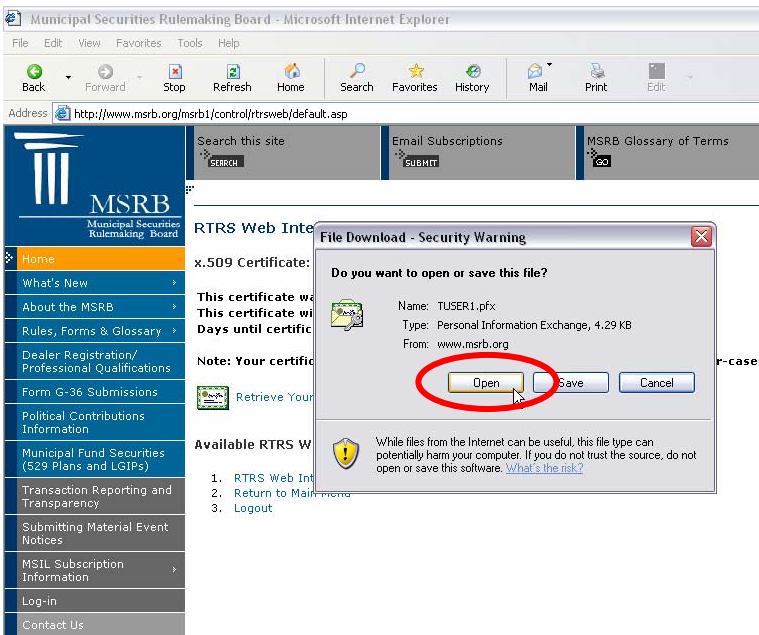 Municipal Securities Rulemaking Board - Microsoft Internet Explorer
File Edit View Favorites Tools Help
Back Forward Stop Refresh Home Search Favorites History Mail Print Edit
Address http://www.msrb.org/msrb1/control/rtrsweb/default.asp
Search this site
SEARCH
Email Subscriptions
SUBMIT
MSRB Glossary of Terms
GO
MSRB
Municipal Securities
Rulemaking Board
Home
What's New
About the MSRB
Rules, Forms & Glossary
Dealer Registration/
Professional Qualifications
Form G-36 Submissions
Political Contributions
Information
Municipal Fund Securities
(529 Plans and LGIPs)
Transaction Reporting and
Transparency
Submitting Material Event
Notices
MSIL Subscription
Information
Log-in
Contact Us
RTRS Web Inte
x.509 Certificate:
This certificate wa
This certificate wi
Days until certific
Note: Your certific r-case
Retrieve Your
Available RTRS W
1. RTRS Web Int
2. Return to Main Menu
3. Logout
File Download - Security Warning
Do you want to open or save this file?
Name: TUSER1.pfx
Type: Personal Information Exchange, 4.29 KB
From: www.msrb.org
Open Save Cancel
While files from the Internet can be useful, this file type can
potentially harm your computer. If you do not trust the source, do not
open or save this software. What's the risk?